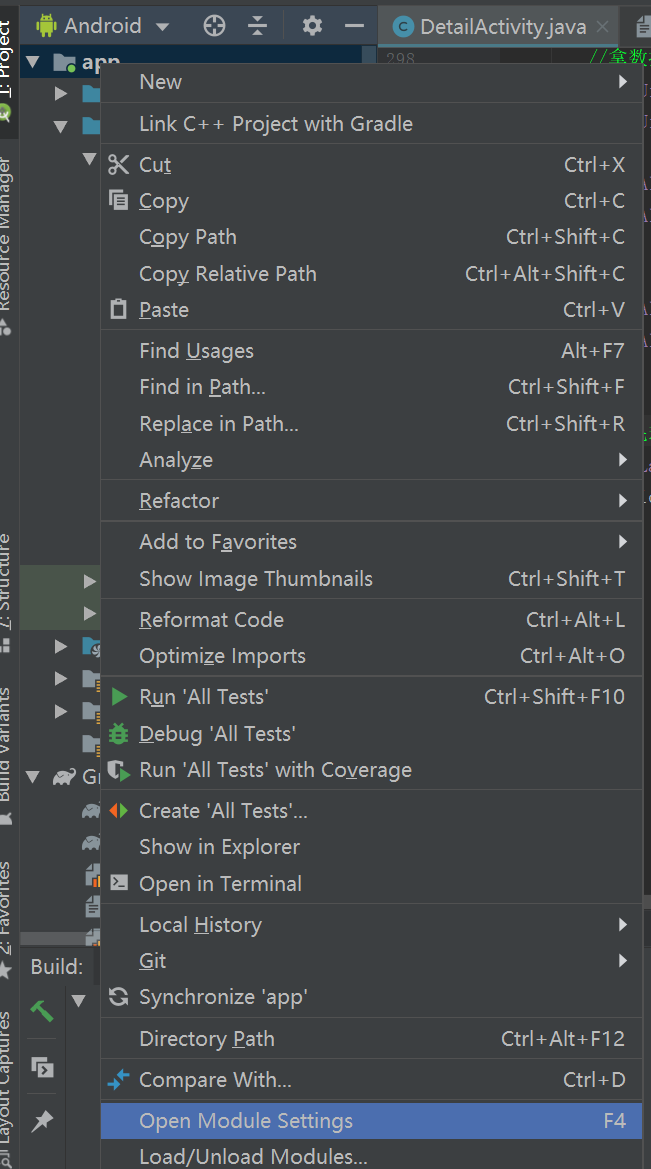 Android
DetailActivity.java
1: Project
app
298
//拿数
New
Link C++ Project with Gradle
Cut Ctrl+X
Copy Ctrl+C
Copy Path Ctrl+Shift+C
Resource Manager
Copy Relative Path Ctrl+Alt+Shift+C
Paste Ctrl+V
Find Usages Alt+F7
Find in Path... Ctrl+Shift+F
Replace in Path... Ctrl+Shift+R
Analyze
Refactor
Add to Favorites
Show Image Thumbnails Ctrl+Shift+T
7: Structure
Reformat Code Ctrl+Alt+L
Optimize Imports Ctrl+Alt+O
Run 'All Tests' Ctrl+Shift+F10
Debug 'All Tests'
Build Variants
Run 'All Tests' with Coverage
Create 'All Tests'...
Show in Explorer
Open in Terminal
2: Favorites
Local History
Git
Build:
Synchronize 'app'
Directory Path Ctrl+Alt+F12
Layout Captures
Compare With... Ctrl+D
Open Module Settings F4
Load/Unload Modules...